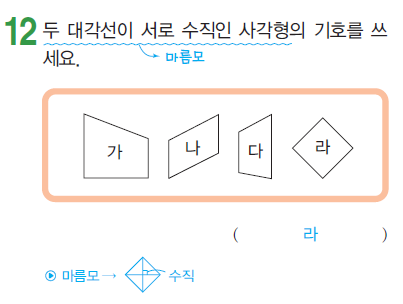 12 두 대각선이 서로 수직인 사각형의 기호를 쓰
세요.
마름모
가 나 다 라
( 라 )
▶ 마름모 → 수직